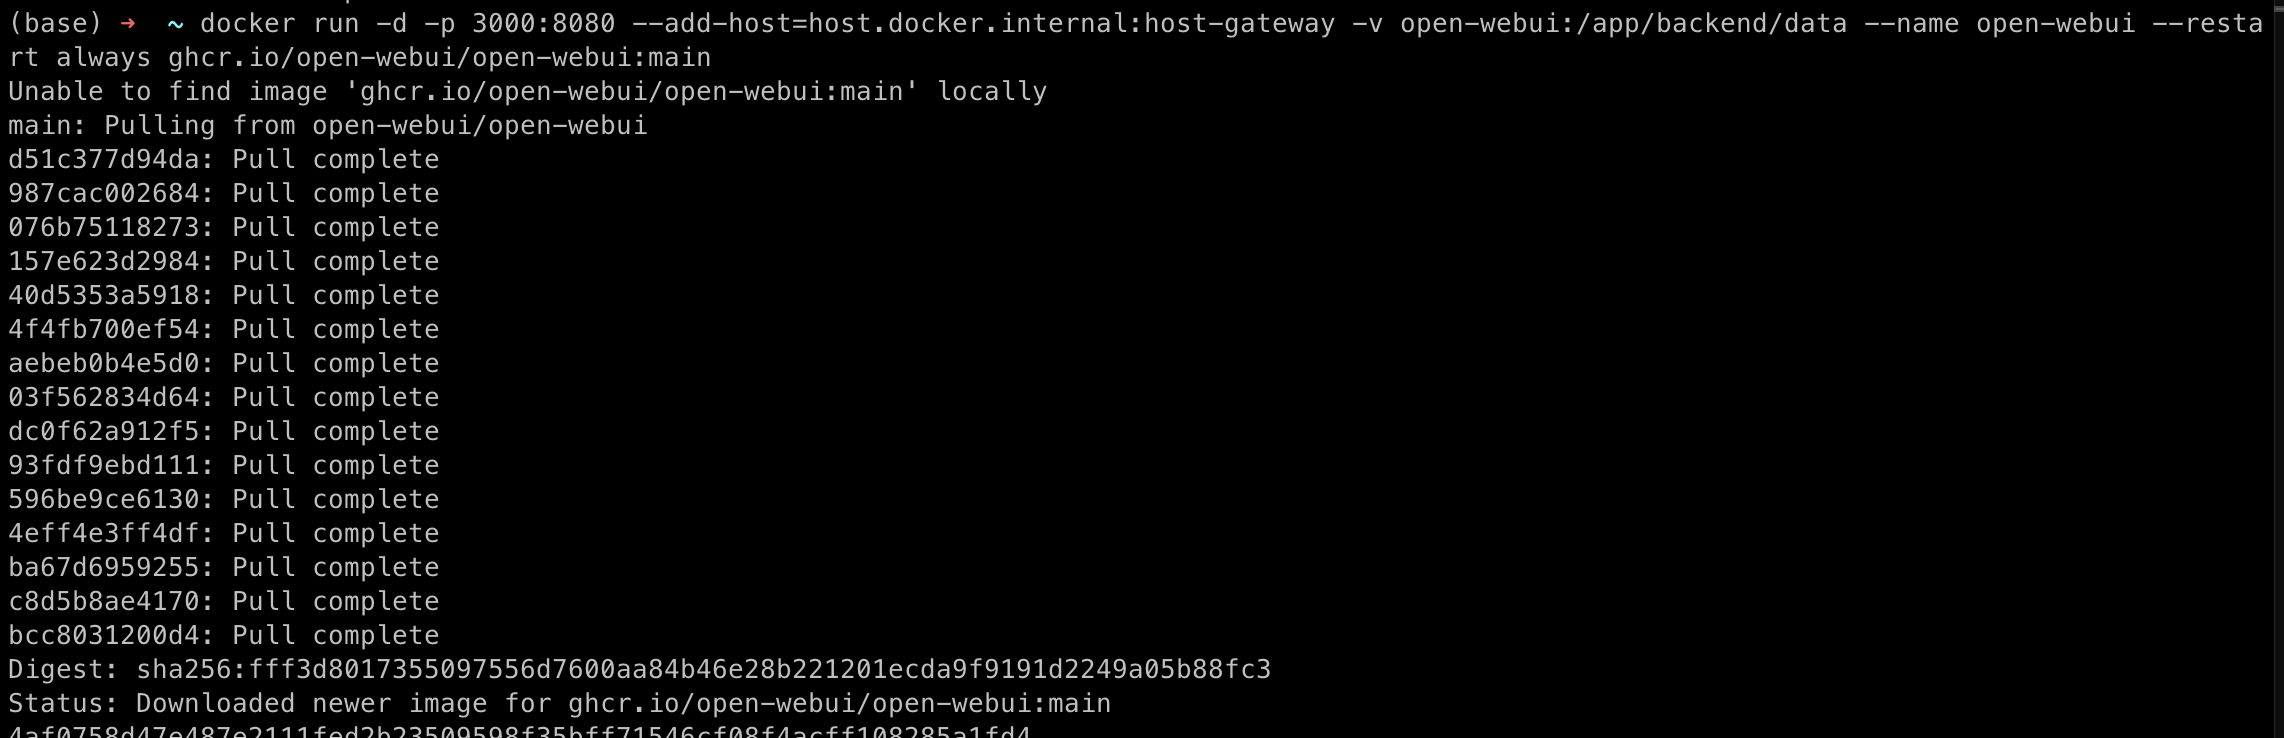 (base) ➜  ~ docker run -d -p 3000:8080 --add-host=host.docker.internal:host-gateway -v open-webui:/app/backend/data --name open-webui --resta
rt always ghcr.io/open-webui/open-webui:main
Unable to find image 'ghcr.io/open-webui/open-webui:main' locally
main: Pulling from open-webui/open-webui
d51c377d94da: Pull complete
987cac002684: Pull complete
076b75118273: Pull complete
157e623d2984: Pull complete
40d5353a5918: Pull complete
4f4fb700ef54: Pull complete
aebeb0b4e5d0: Pull complete
03f562834d64: Pull complete
dc0f62a912f5: Pull complete
93fdf9ebd111: Pull complete
596be9ce6130: Pull complete
4eff4e3ff4df: Pull complete
ba67d6959255: Pull complete
c8d5b8ae4170: Pull complete
bcc8031200d4: Pull complete
Digest: sha256:fff3d8017355097556d7600aa84b46e28b221201ecda9f9191d2249a05b88fc3
Status: Downloaded newer image for ghcr.io/open-webui/open-webui:main